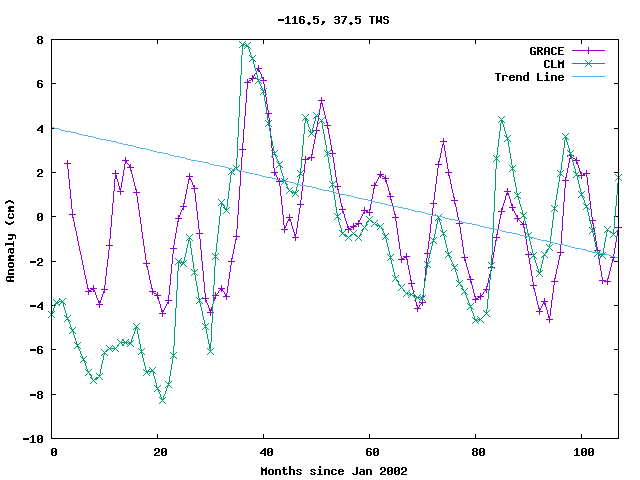 -116.5, 37.5 TWS
GRACE
CLM
Trend Line
8
6
4
2
0
-2
-4
-6
-8
-10
Anomaly (cm)
0 20 40 60 80 100
Months since Jan 2002